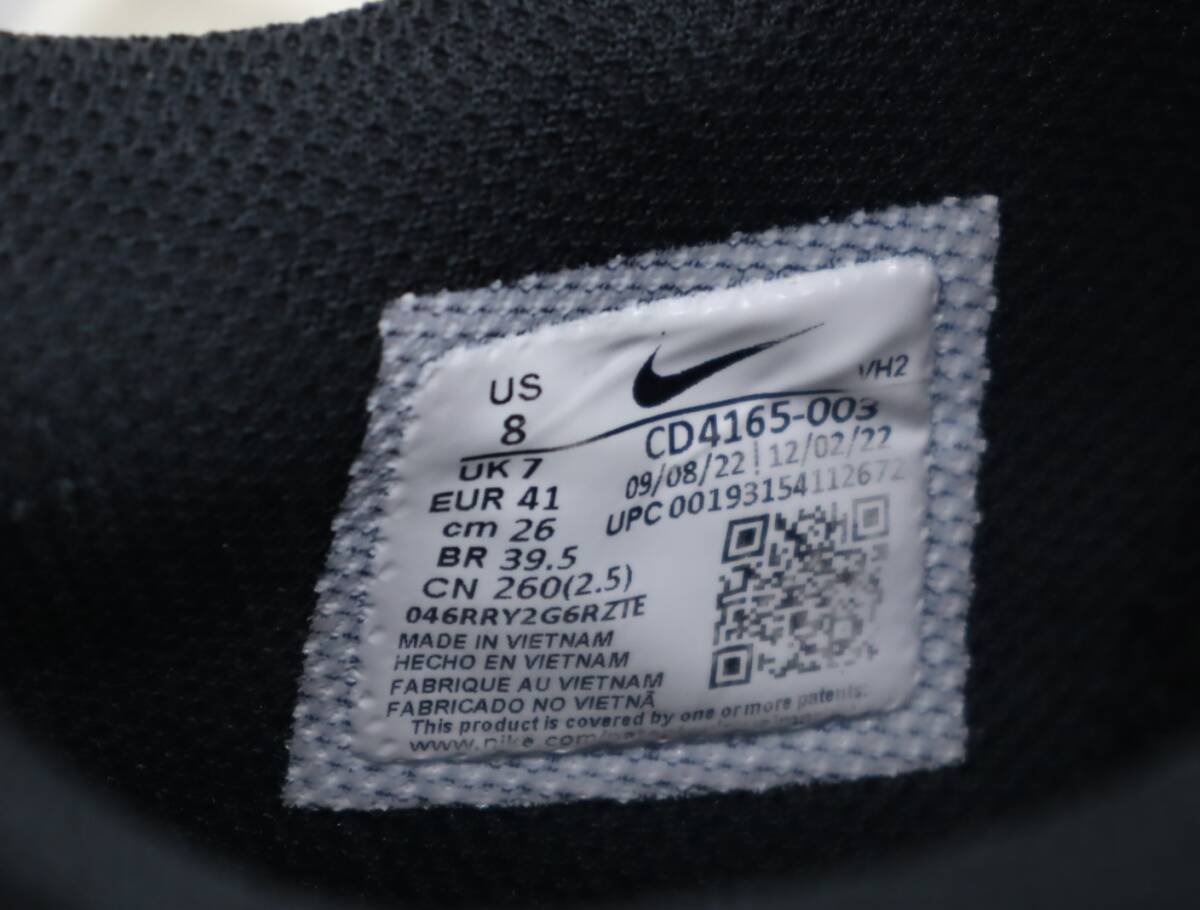 US
8
UK 7
EUR 41
cm 26
BR 39.5
CN 260(2.5)
046RRY2G6RZTE
VH2
CD4165-003
09/08/22 | 12/02/22
UPC 00193154112672
MADE IN VIETNAM
HECHO EN VIETNAM
FABRIQUE AU VIETNAM
FABRICADO NO VIETNÃ
This product is covered by one or more patents: